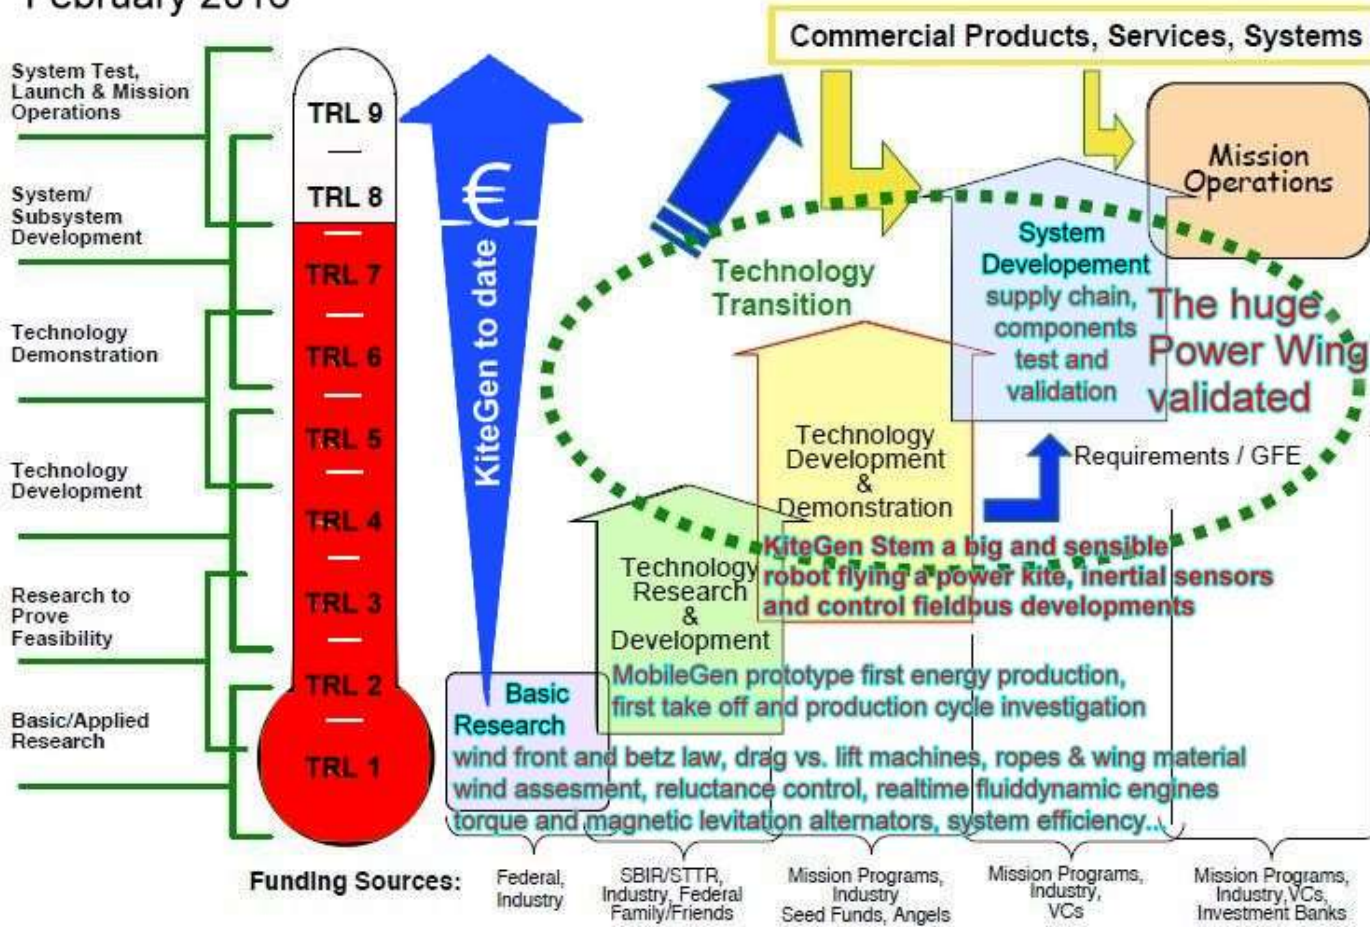 February
Commercial Products, Services, Systems
System Test,
Launch & Mission
Operations
System/
Subsystem
Development
Technology
Demonstration
Technology
Development
Research to
Prove
Feasibility
Basic/Applied
Research
TRL 9
TRL 8
TRL 7
TRL 6
TRL 5
TRL 4
TRL 3
TRL 2
TRL 1
KiteGen to date €
Technology
Transition
Mission
Operations
System
Developement
supply chain,
components
test and
validation
The huge
Power Wing
validated
Requirements / GFE
Technology
Development
&
Demonstration
KiteGen Stem a big and sensible
robot flying a power kite, inertial sensors
and control fieldbus developments
Technology
Research
&
Development
MobileGen prototype first energy production,
first take off and production cycle investigation
Basic
Research
wind front and betz law, drag vs. lift machines, ropes & wing material
wind assesment, reluctance control, realtime fluiddynamic engines
torque and magnetic levitation alternators, system efficiency...
Funding Sources:
Federal,
Industry
SBIR/STTR,
Industry, Federal
Family/Friends
Mission Programs,
Industry
Seed Funds, Angels
Mission Programs,
Industry,
VCs
Mission Programs,
Industry,VCs,
Investment Banks